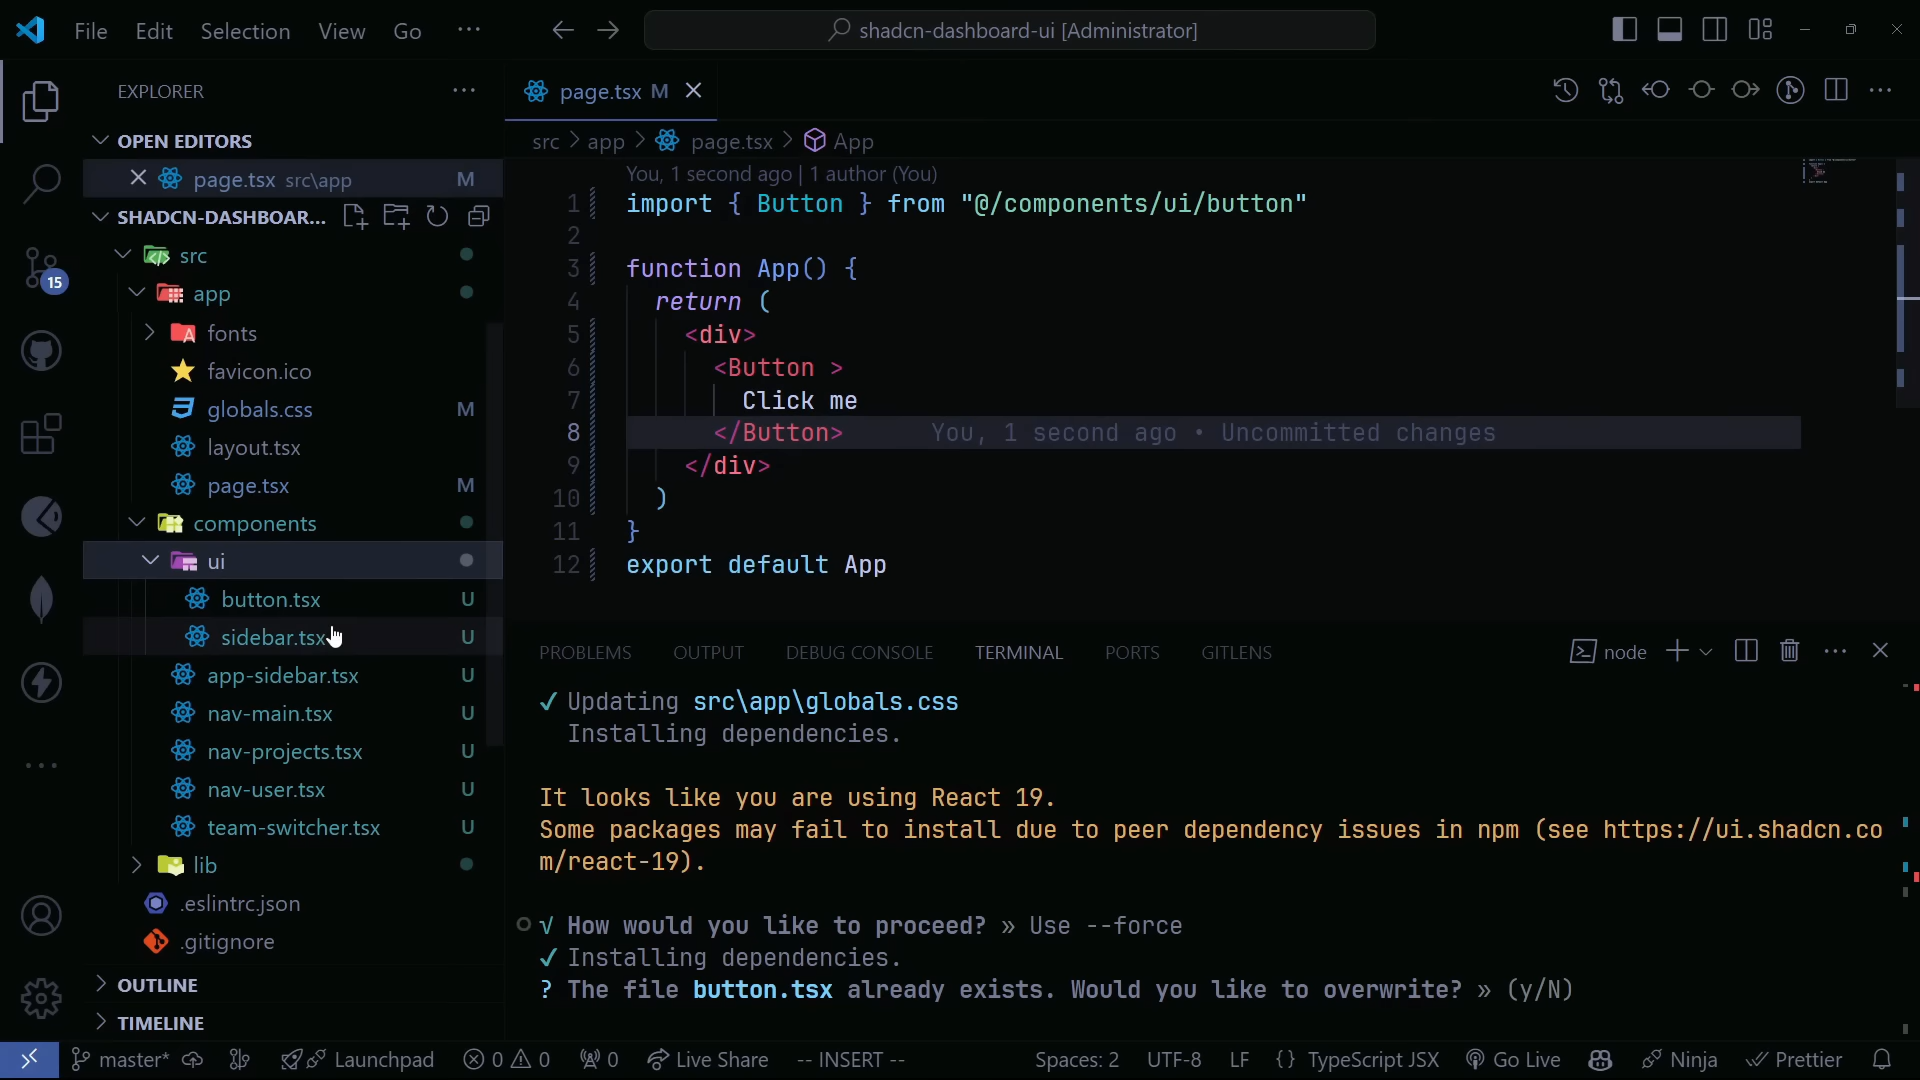 File Edit Selection View Go ···
shadcn-dashboard-ui [Administrator]
EXPLORER
OPEN EDITORS
page.tsx src\app M
SHADCN-DASHBOAR...
src
app
fonts
favicon.ico
globals.css M
layout.tsx
page.tsx M
components
ui
button.tsx U
sidebar.tsx U
app-sidebar.tsx U
nav-main.tsx U
nav-projects.tsx U
nav-user.tsx U
team-switcher.tsx U
lib
.eslintrc.json
.gitignore
OUTLINE
TIMELINE
15
page.tsx M
src > app > page.tsx > App
You, 1 second ago | 1 author (You)
1 import { Button } from "@/components/ui/button"
2
3 function App() {
4 return (
5 <div>
6 <Button >
7 Click me
8 </Button> You, 1 second ago • Uncommitted changes
9 </div>
10 )
11 }
12 export default App
PROBLEMS OUTPUT DEBUG CONSOLE TERMINAL PORTS GITLENS
node
✓ Updating src\app\globals.css
Installing dependencies.
It looks like you are using React 19.
Some packages may fail to install due to peer dependency issues in npm (see https://ui.shadcn.co
m/react-19).
√ How would you like to proceed? » Use --force
✓ Installing dependencies.
? The file button.tsx already exists. Would you like to overwrite? » (y/N)
master* Launchpad 0 0 0 Live Share -- INSERT -- Spaces: 2 UTF-8 LF {} TypeScript JSX Go Live Ninja Prettier